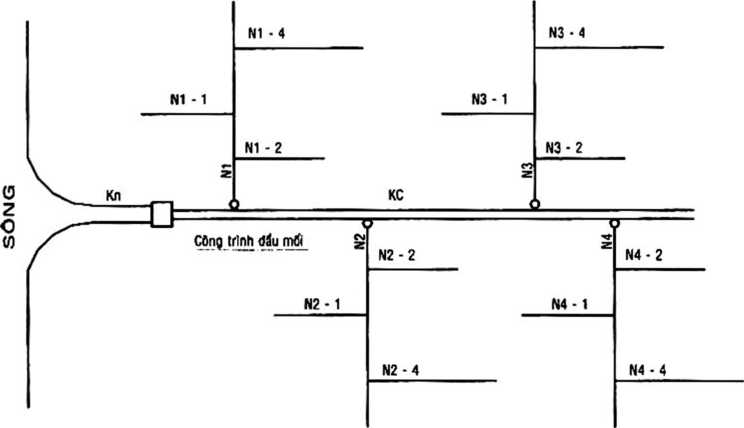 N1 - 4
N3 - 4
N1 - 1
N3 - 1
N1 - 2
N3 - 2
N1
N3
Kn
KC
SÔNG
Công trình đầu mối
N2
N4
N2 - 2
N4 - 2
N2 - 1
N4 - 1
N2 - 4
N4 - 4